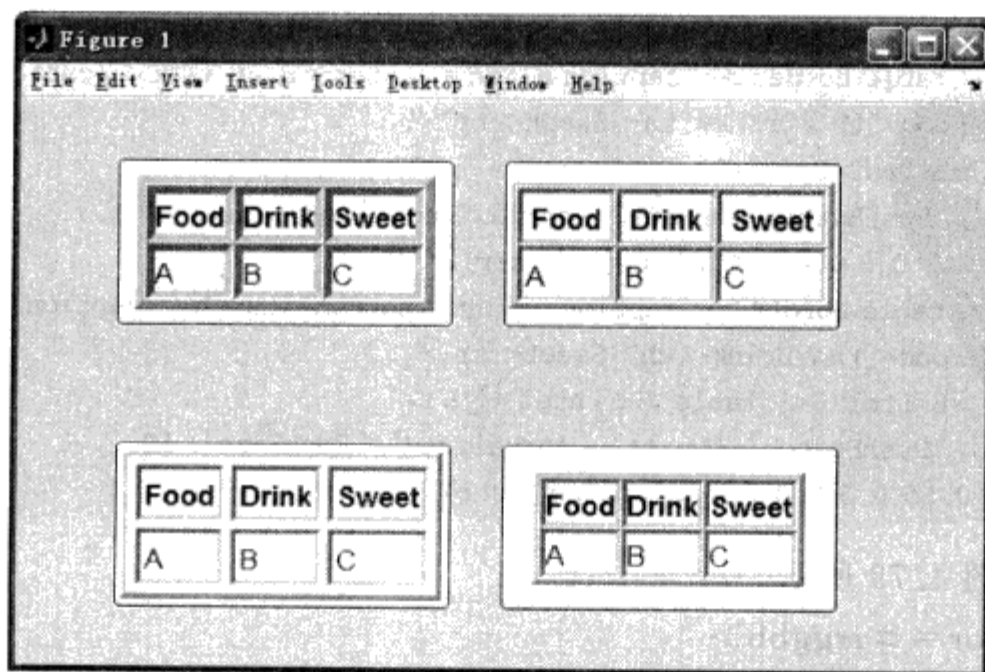 Figure 1
File Edit View Insert Tools Desktop Window Help
Food Drink Sweet
A B C
Food Drink Sweet
A B C
Food Drink Sweet
A B C
Food Drink Sweet
A B C